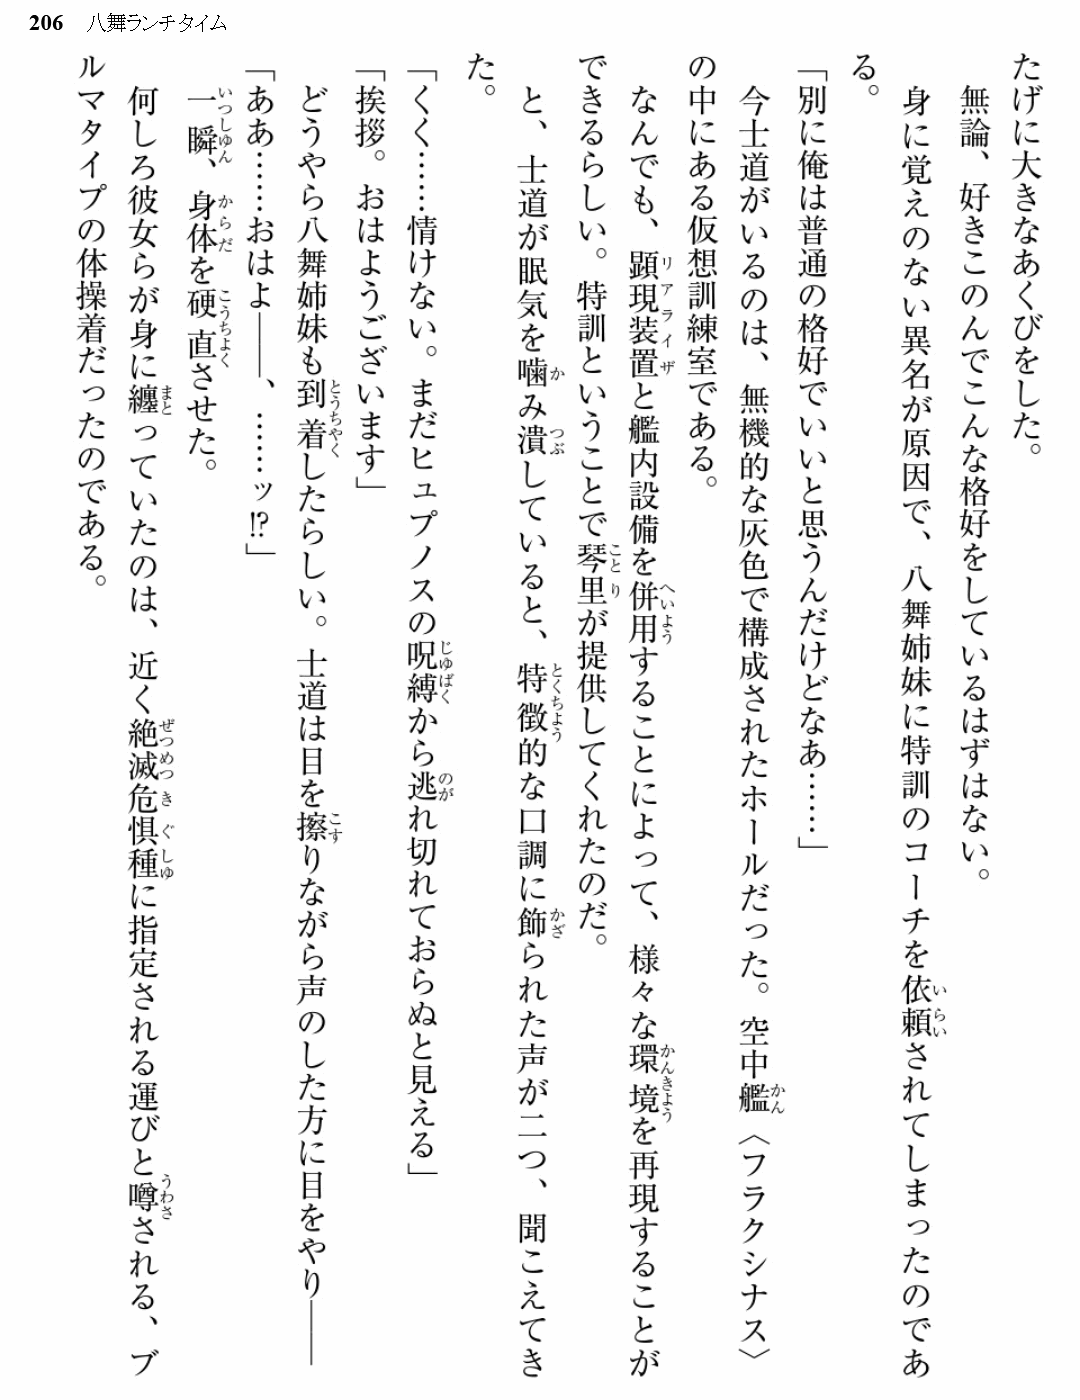 206 八舞ランチタイム
たげに大きなあくびをした。
無論、好きこのんでこんな格好をしているはずはない。
身に覚えのない異名が原因で、八舞姉妹に特訓のコーチを依頼されてしまったのであ
る。
「別に俺は普通の格好でいいと思うんだけどなあ……」
今士道がいるのは、無機的な灰色で構成されたホールだった。空中艦〈フラクシナス〉
の中にある仮想訓練室である。
なんでも、顕現装置と艦内設備を併用することによって、様々な環境を再現することが
できるらしい。特訓ということで琴里が提供してくれたのだ。
と、士道が眠気を噛み潰していると、特徴的な口調に飾られた声が二つ、聞こえてき
た。
「くく……情けない。まだヒュプノスの呪縛から逃れ切れておらぬと見える」
「挨拶。おはようございます」
どうやら八舞姉妹も到着したらしい。士道は目を擦りながら声のした方に目をやり――
「ああ……おはよ――、……ッ!?」
一瞬、身体を硬直させた。
何しろ彼女らが身に纏っていたのは、近く絶滅危惧種に指定される運びと噂される、ブ
ルマタイプの体操着だったのである。